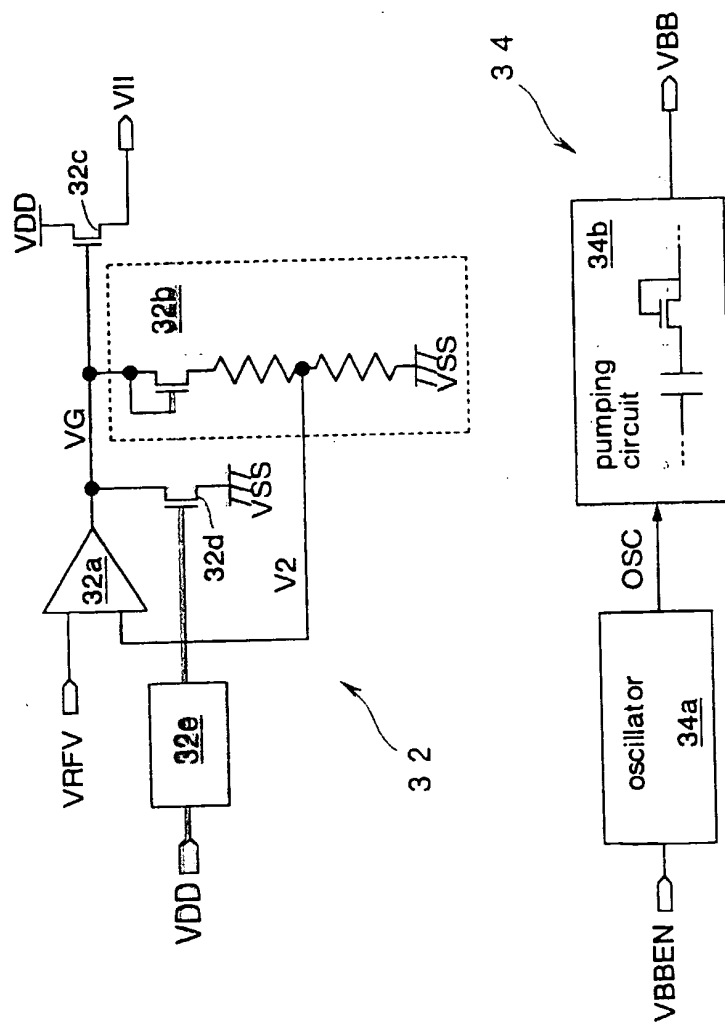 VDD
32c
VII
VG
32b
VSS
32a
32d
VSS
V2
VRFV
32e
VDD
3 2
3 4
VBB
34b
pumping
circuit
OSC
oscillator
34a
VBBEN